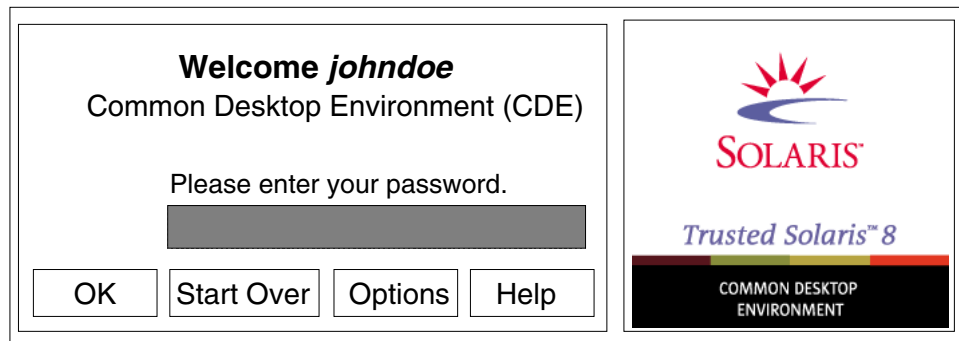 Welcome johndoe
Common Desktop Environment (CDE)
Please enter your password.
OK
Start Over
Options
Help
SOLARIS™
Trusted Solaris™ 8
COMMON DESKTOP
ENVIRONMENT